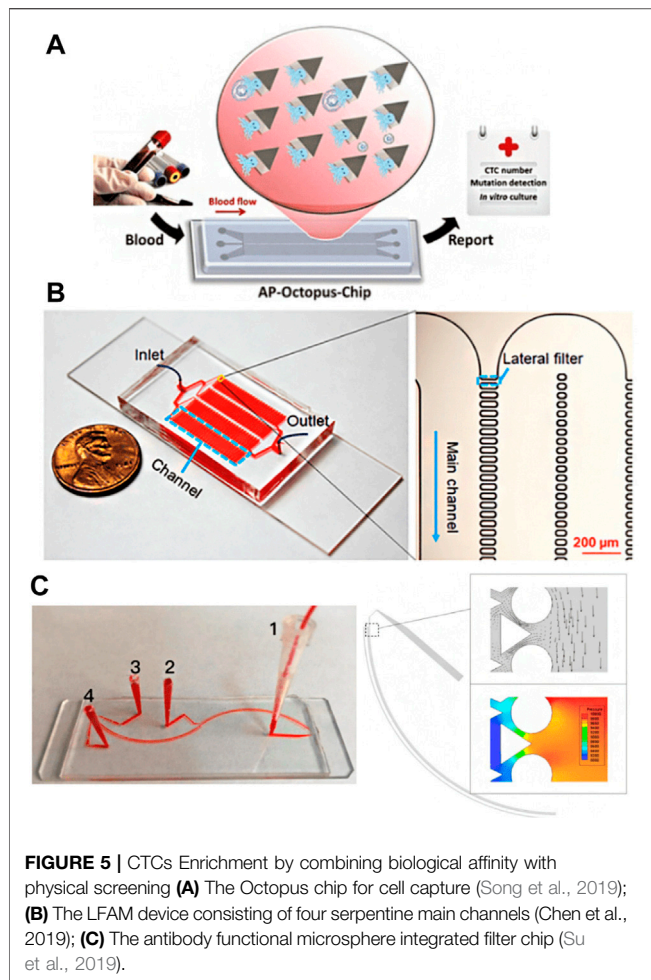 A
CTC number
Mutation detection
In vitro culture
Blood flow
Blood
Report
AP-Octopus-Chip
B
Inlet
Outlet
Channel
Lateral filter
Main channel
200 µm
C
1
2
3
4
FIGURE 5 | CTCs Enrichment by combining biological affinity with
physical screening (A) The Octopus chip for cell capture (Song et al., 2019);
(B) The LFAM device consisting of four serpentine main channels (Chen et al.,
2019); (C) The antibody functional microsphere integrated filter chip (Su
et al., 2019).